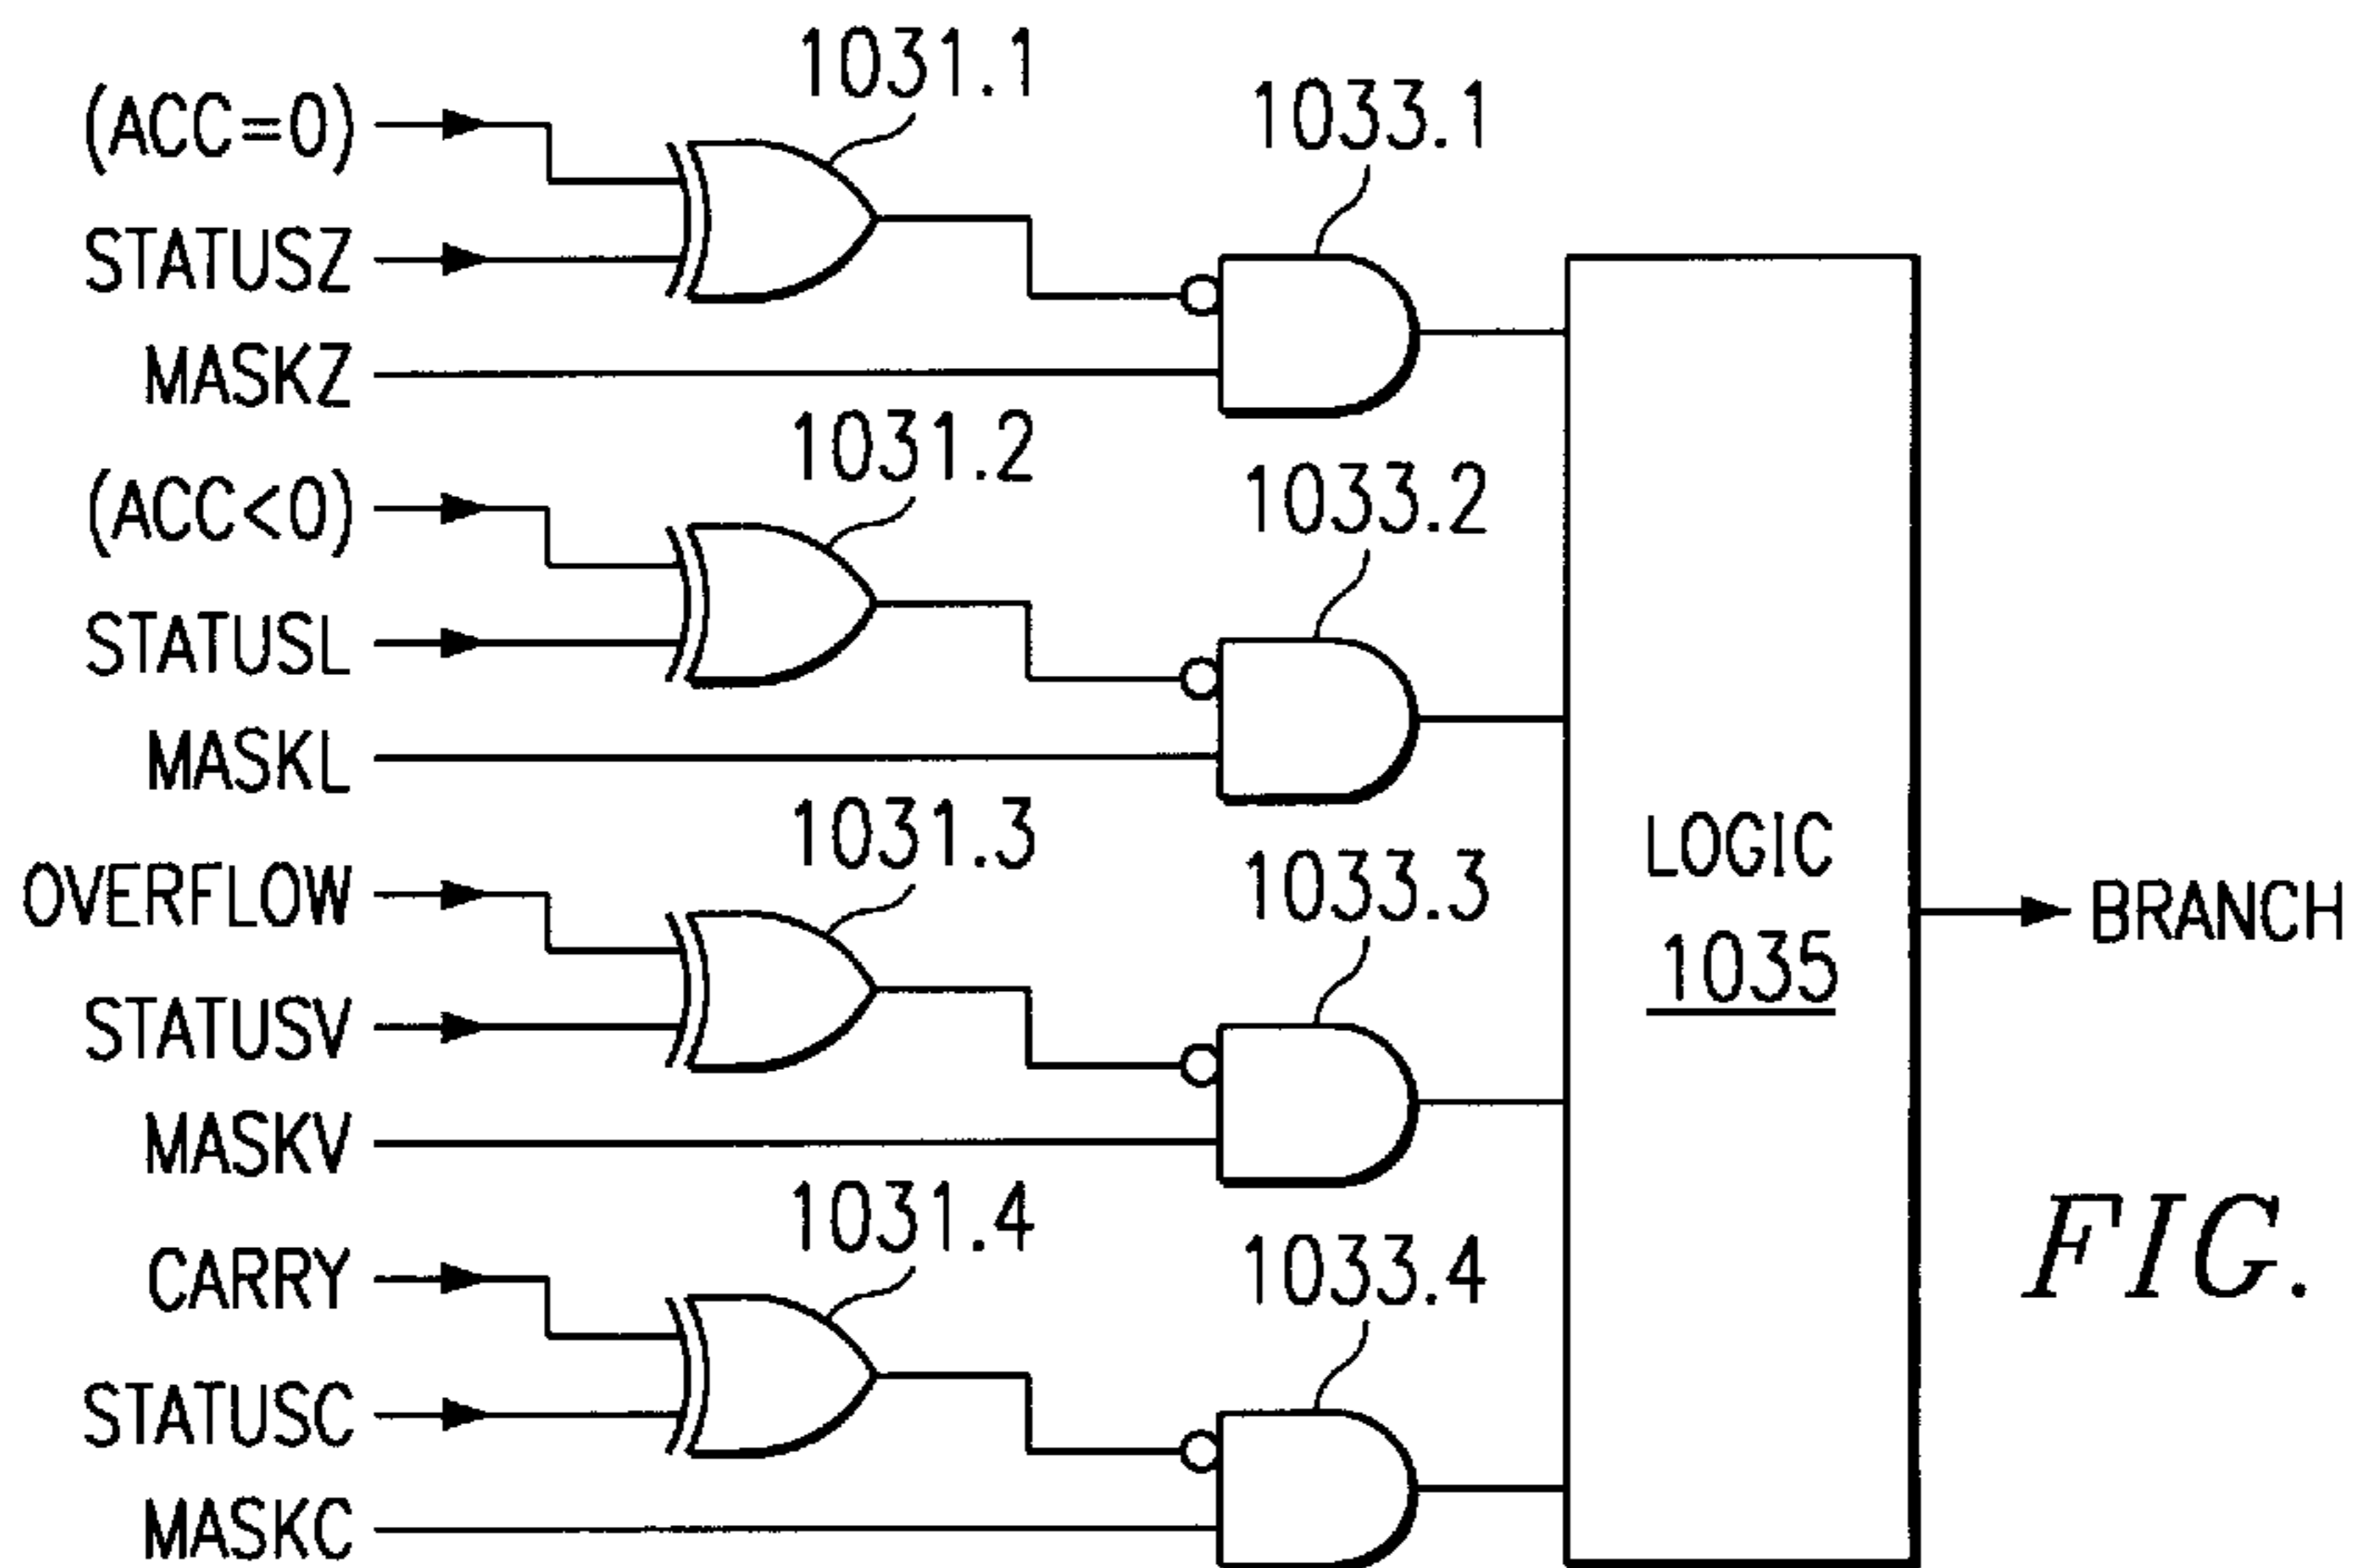 1031.1
(ACC=0)
1033.1
STATUSZ
MASKZ
1031.2
(ACC<0)
1033.2
STATUSL
MASKL
1031.3
OVERFLOW
1033.3
LOGIC
1035
BRANCH
STATUSV
MASKV
1031.4
CARRY
1033.4
FIG.
STATUSC
MASKC